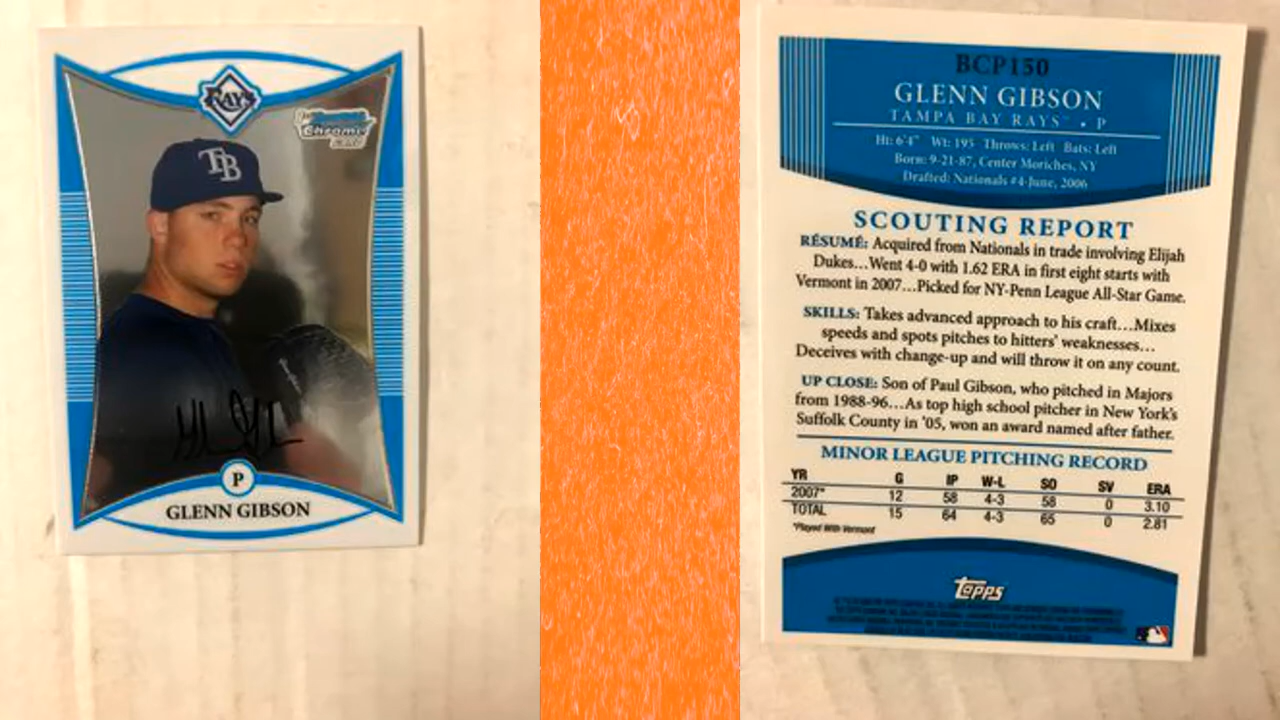 RAYS
Bowman
Chrome
TB
P
GLENN GIBSON
BCP150
GLENN GIBSON
TAMPA BAY RAYS™ • P
Ht: 6'4" Wt: 195 Throws: Left Bats: Left
Born: 9-21-87, Center Moriches, NY
Drafted: Nationals #4-June, 2006
SCOUTING REPORT
RÉSUMÉ: Acquired from Nationals in trade involving Elijah
Dukes...Went 4-0 with 1.62 ERA in first eight starts with
Vermont in 2007...Picked for NY-Penn League All-Star Game.
SKILLS: Takes advanced approach to his craft...Mixes
speeds and spots pitches to hitters' weaknesses...
Deceives with change-up and will throw it on any count.
UP CLOSE: Son of Paul Gibson, who pitched in Majors
from 1988-96...As top high school pitcher in New York's
Suffolk County in '05, won an award named after father.
MINOR LEAGUE PITCHING RECORD
YR G IP W-L SO SV ERA
2007* 12 58 4-3 58 0 3.10
TOTAL 15 64 4-3 65 0 2.81
*Played With Vermont
Topps